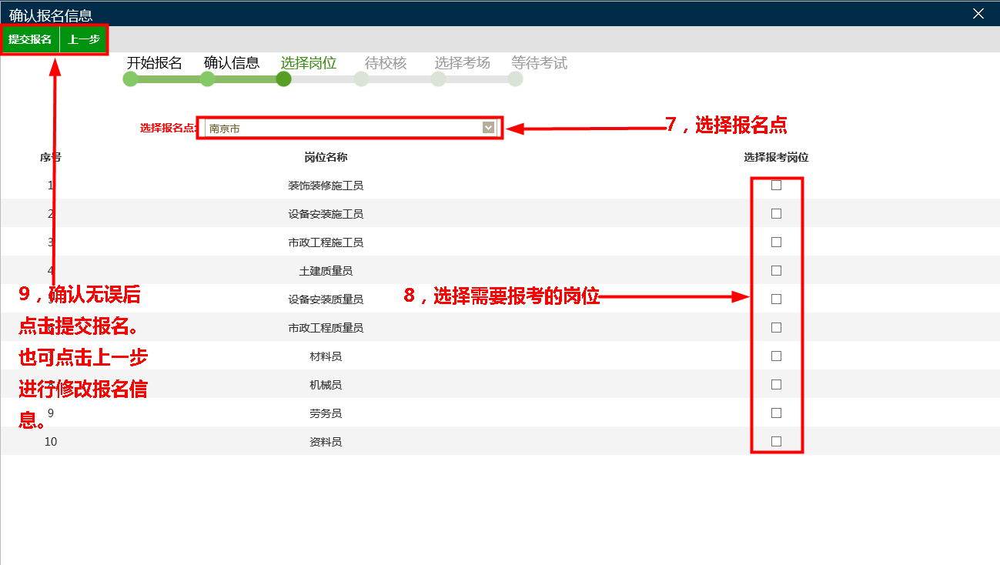 确认报名信息
提交报名 上一步
开始报名 确认信息 选择岗位 待校核 选择考场 等待考试
选择报名点: 南京市
7，选择报名点
序号 岗位名称 选择报考岗位
1 装饰装修施工员
2 设备安装施工员
3 市政工程施工员
4 土建质量员
5 设备安装质量员
6 市政工程质量员
材料员
8 机械员
9 劳务员
10 资料员
8，选择需要报考的岗位
9，确认无误后
点击提交报名。
也可点击上一步
进行修改报名信
息。